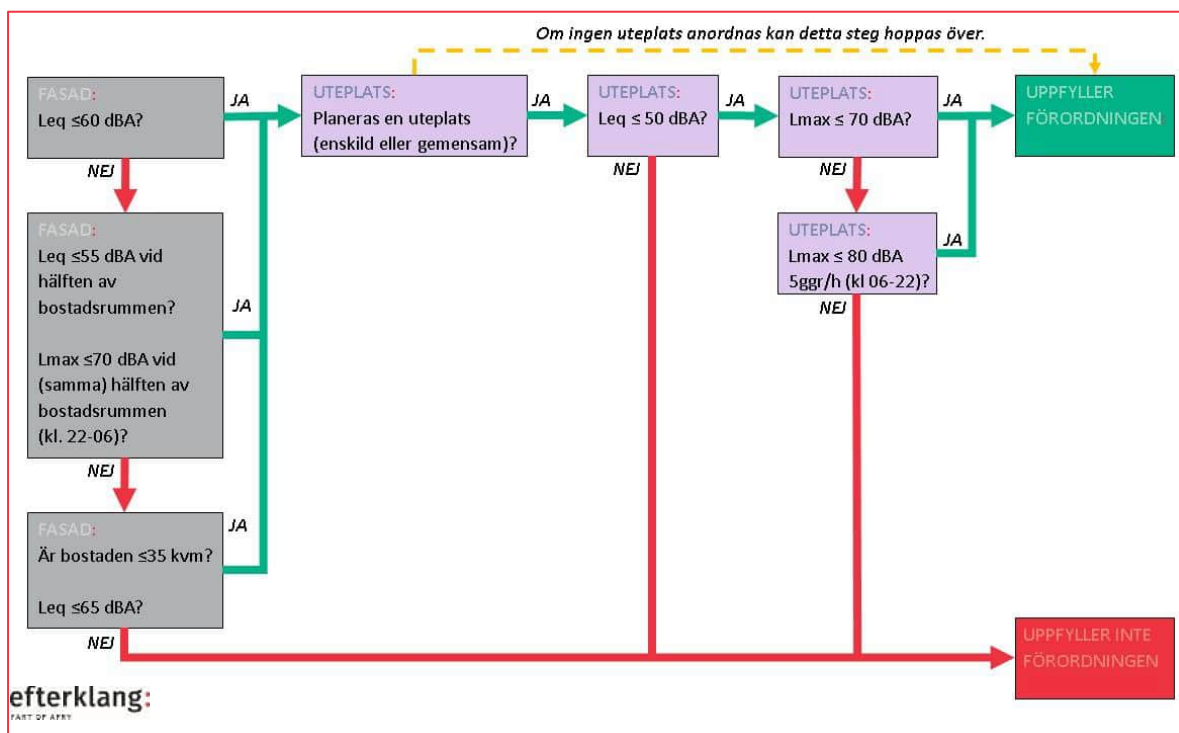 Om ingen uteplats anordnas kan detta steg hoppas över.
FASAD:
Leq ≤60 dBA?
JA
NEJ
UTEPLATS:
Planeras en uteplats
(enskild eller gemensam)?
JA
UTEPLATS:
Leq ≤ 50 dBA?
JA
NEJ
UTEPLATS:
Lmax ≤ 70 dBA?
JA
NEJ
UPPFYLLER
FÖRORDNINGEN
FASAD:
Leq ≤55 dBA vid
hälften av
bostadsrummen?
Lmax ≤70 dBA vid
(samma) hälften av
bostadsrummen
(kl. 22-06)?
JA
NEJ
UTEPLATS:
Lmax ≤ 80 dBA
5ggr/h (kl 06-22)?
JA
NEJ
FASAD:
Är bostaden ≤35 kvm?
Leq ≤65 dBA?
JA
NEJ
UPPFYLLER INTE
FÖRORDNINGEN
efterklang:
PART OF AFRY